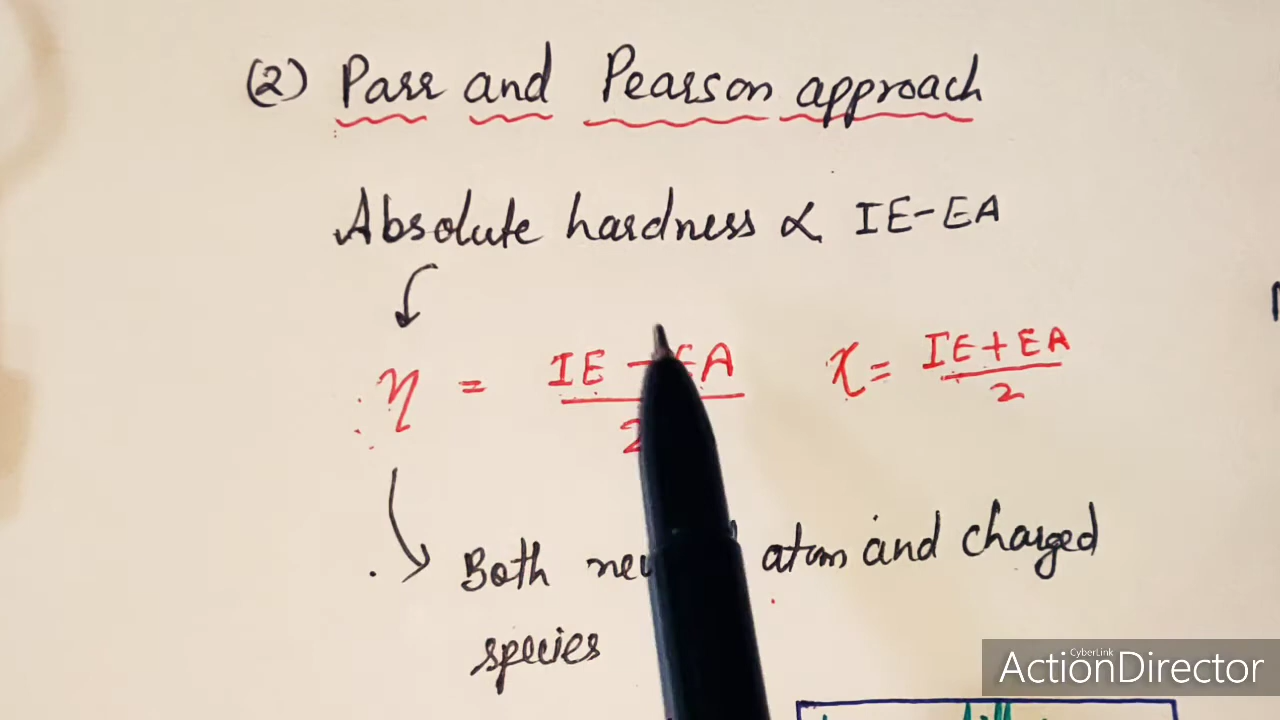 (2) Parr and Pearson approach
Absolute hardness ∝ IE-EA
η = IE - EA
2
χ = IE+EA
2
Both atom and charged
species
CyberLink
ActionDirector